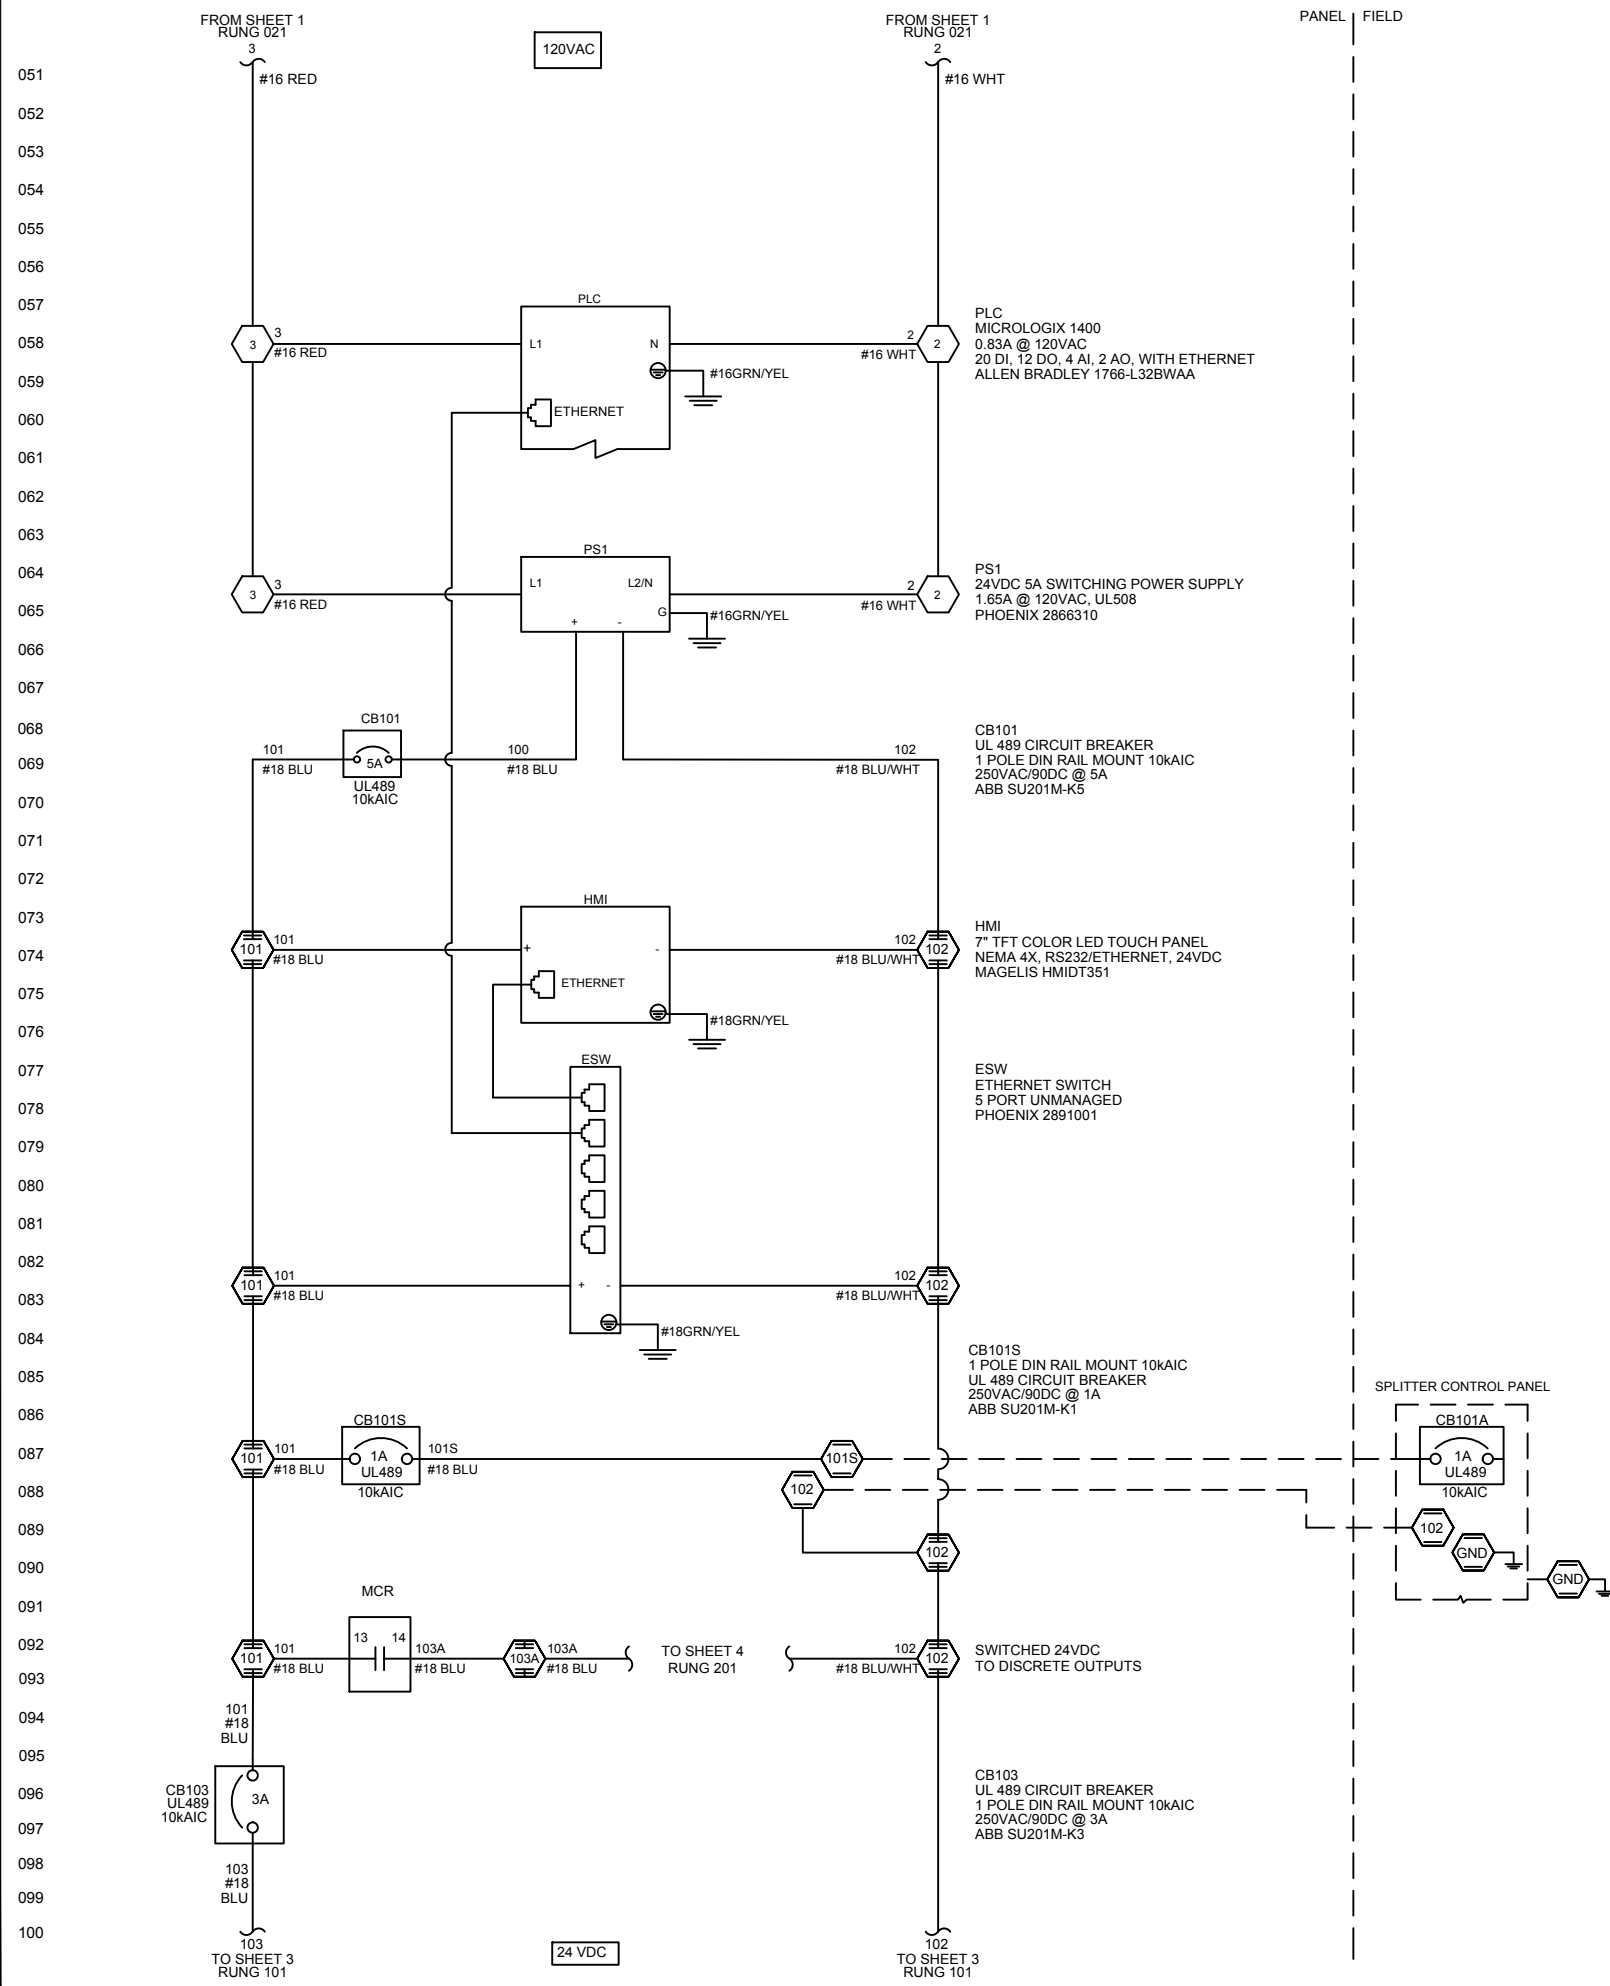 FROM SHEET 1
RUNG 021
3
120VAC
FROM SHEET 1
RUNG 021
2
PANEL
FIELD
051
#16 RED
#16 WHT
052
053
054
055
056
057
PLC
058
3
3
#16 RED
L1
N
2
#16 WHT
2
PLC
MICROLOGIX 1400
0.83A @ 120VAC
20 DI, 12 DO, 4 AI, 2 AO, WITH ETHERNET
ALLEN BRADLEY 1766-L32BWAA
059
#16GRN/YEL
060
ETHERNET
061
062
063
PS1
064
3
3
#16 RED
L1
L2/N
G
+
-
#16GRN/YEL
2
#16 WHT
2
PS1
24VDC 5A SWITCHING POWER SUPPLY
1.65A @ 120VAC, UL508
PHOENIX 2866310
065
066
067
068
CB101
069
101
#18 BLU
5A
UL489
10kAIC
100
#18 BLU
102
#18 BLU/WHT
CB101
UL 489 CIRCUIT BREAKER
1 POLE DIN RAIL MOUNT 10kAIC
250VAC/90DC @ 5A
ABB SU201M-K5
070
071
072
073
HMI
074
101
101
#18 BLU
+
-
102
#18 BLU/WHT
102
HMI
7" TFT COLOR LED TOUCH PANEL
NEMA 4X, RS232/ETHERNET, 24VDC
MAGELIS HMIDT351
075
ETHERNET
076
#18GRN/YEL
077
ESW
ESW
ETHERNET SWITCH
5 PORT UNMANAGED
PHOENIX 2891001
078
079
080
081
082
101
101
#18 BLU
+
-
102
#18 BLU/WHT
102
083
084
#18GRN/YEL
085
CB101S
1 POLE DIN RAIL MOUNT 10kAIC
UL 489 CIRCUIT BREAKER
250VAC/90DC @ 1A
ABB SU201M-K1
SPLITTER CONTROL PANEL
086
CB101S
CB101A
087
101
101
#18 BLU
1A
UL489
10kAIC
101S
#18 BLU
101S
1A
UL489
10kAIC
088
102
089
102
102
GND
090
GND
091
MCR
092
101
101
#18 BLU
13
14
103A
#18 BLU
103A
103A
#18 BLU
TO SHEET 4
RUNG 201
102
#18 BLU/WHT
102
SWITCHED 24VDC
TO DISCRETE OUTPUTS
093
094
101
#18
BLU
095
096
CB103
UL489
10kAIC
3A
CB103
UL 489 CIRCUIT BREAKER
1 POLE DIN RAIL MOUNT 10kAIC
250VAC/90DC @ 3A
ABB SU201M-K3
097
098
103
#18
BLU
099
100
103
TO SHEET 3
RUNG 101
24 VDC
102
TO SHEET 3
RUNG 101